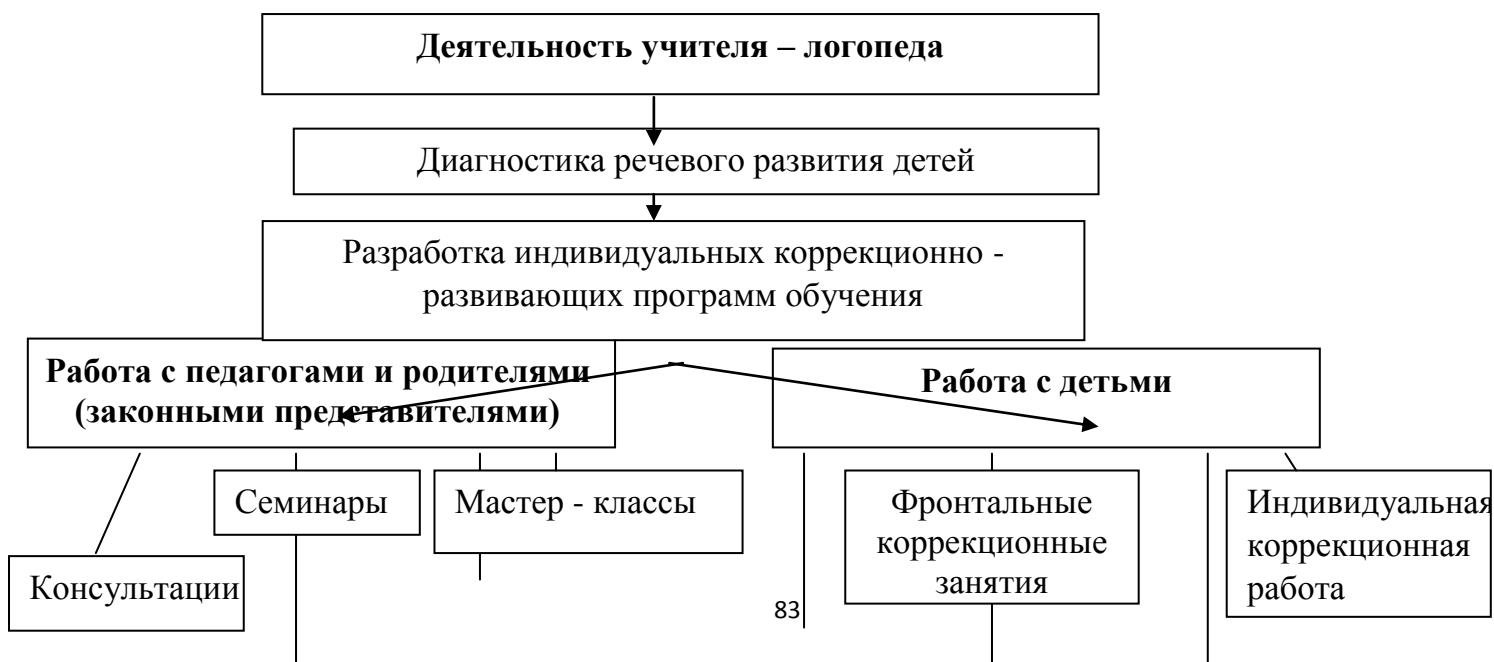 Деятельность учителя – логопеда
Диагностика речевого развития детей
Разработка индивидуальных коррекционно -
развивающих программ обучения
Работа с педагогами и родителями
(законными представителями)
Работа с детьми
Семинары
Мастер - классы
Консультации
Фронтальные
коррекционные
занятия
Индивидуальная
коррекционная
работа
83